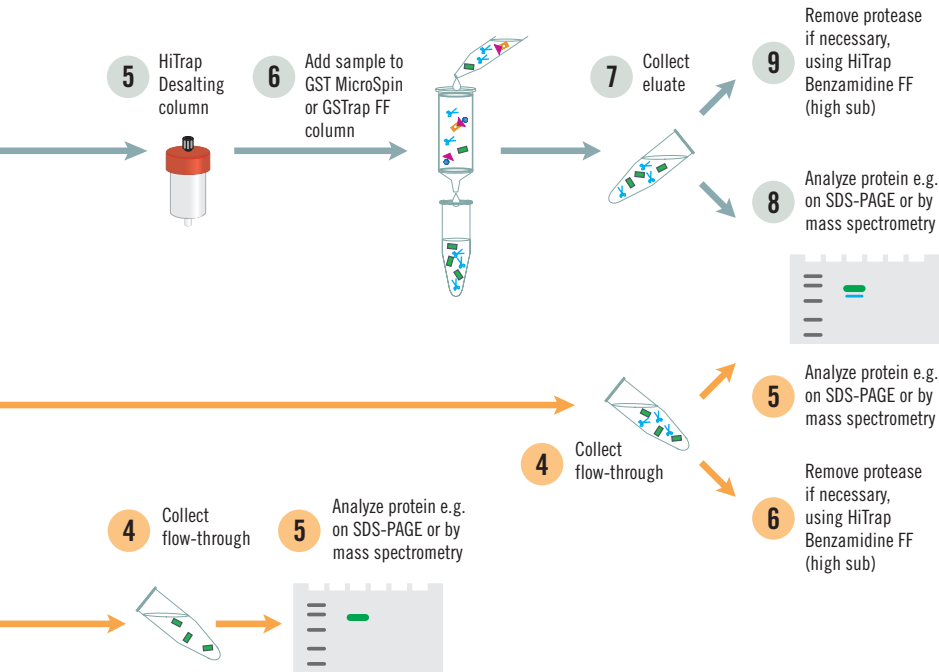 5
HiTrap
Desalting
column
6
Add sample to
GST MicroSpin
or GSTrap FF
column
7
Collect
eluate
9
Remove protease
if necessary,
using HiTrap
Benzamidine FF
(high sub)
8
Analyze protein e.g.
on SDS-PAGE or by
mass spectrometry
4
Collect
flow-through
5
Analyze protein e.g.
on SDS-PAGE or by
mass spectrometry
6
Remove protease
if necessary,
using HiTrap
Benzamidine FF
(high sub)
4
Collect
flow-through
5
Analyze protein e.g.
on SDS-PAGE or by
mass spectrometry